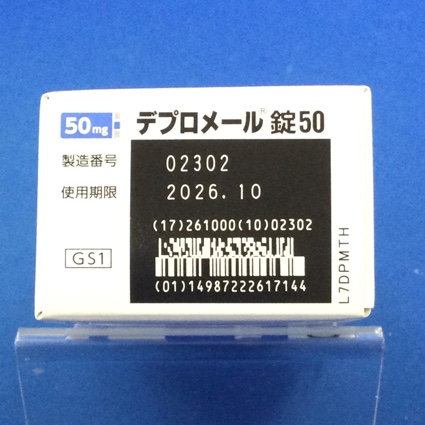 50mg デプロメール® 錠50
製造番号 02302
使用期限 2026.10
(17)261000(10)02302
GS1
(01)14987222617144
L7DPMTH